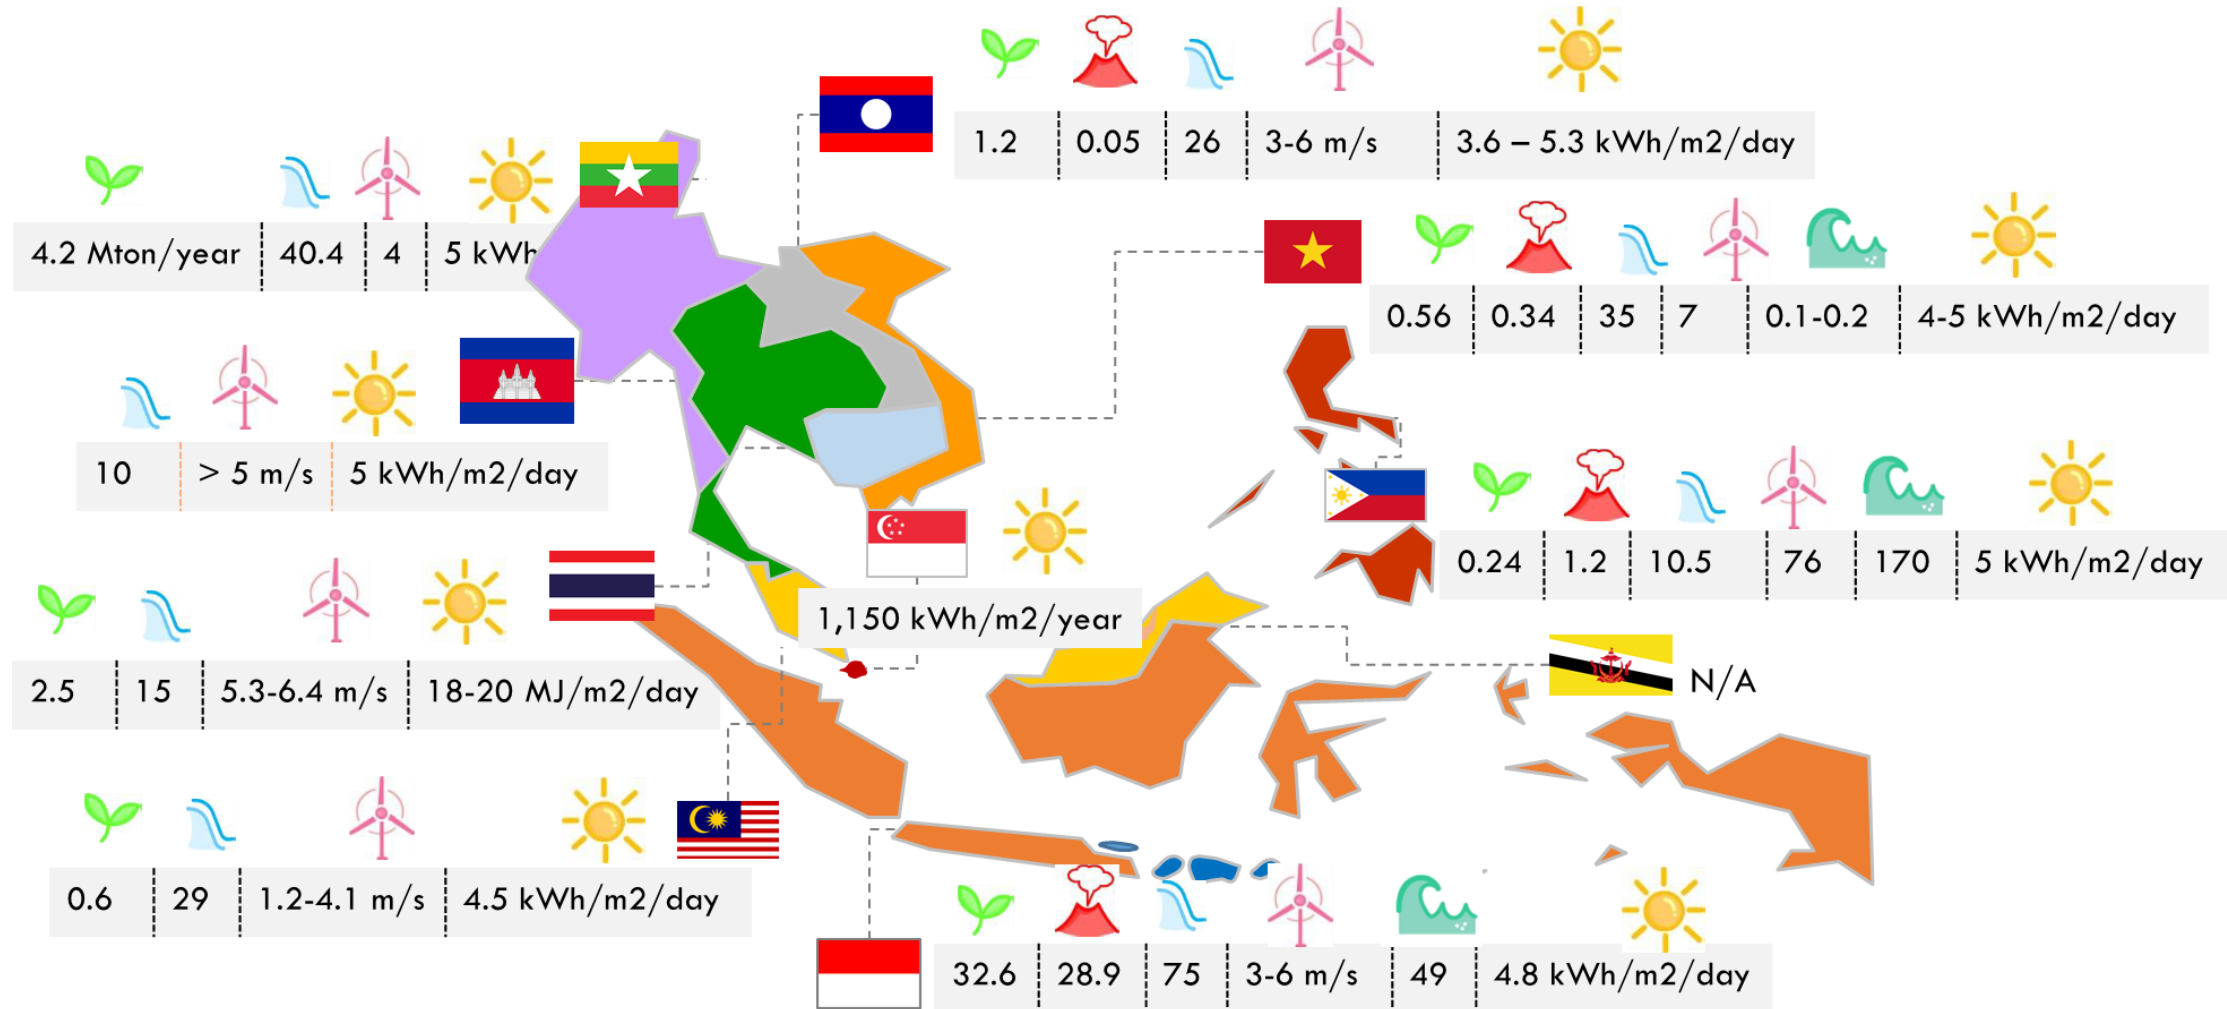 1.2 0.05 26 3-6 m/s 3.6 – 5.3 kWh/m2/day
4.2 Mton/year 40.4 4 5 kWh
0.56 0.34 35 7 0.1-0.2 4-5 kWh/m2/day
10 > 5 m/s 5 kWh/m2/day
0.24 1.2 10.5 76 170 5 kWh/m2/day
1,150 kWh/m2/year
2.5 15 5.3-6.4 m/s 18-20 MJ/m2/day
N/A
0.6 29 1.2-4.1 m/s 4.5 kWh/m2/day
32.6 28.9 75 3-6 m/s 49 4.8 kWh/m2/day